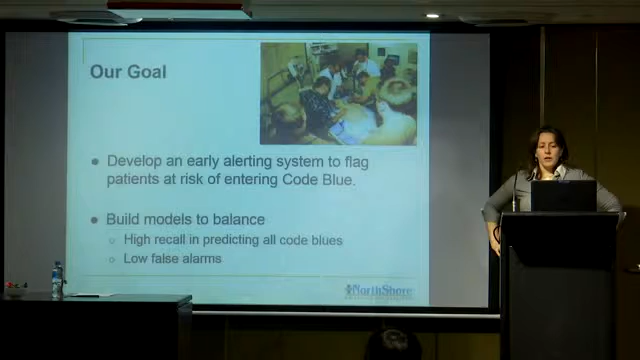 Our Goal
Develop an early alerting system to flag
patients at risk of entering Code Blue.
Build models to balance
High recall in predicting all code blues
Low false alarms
NorthShore